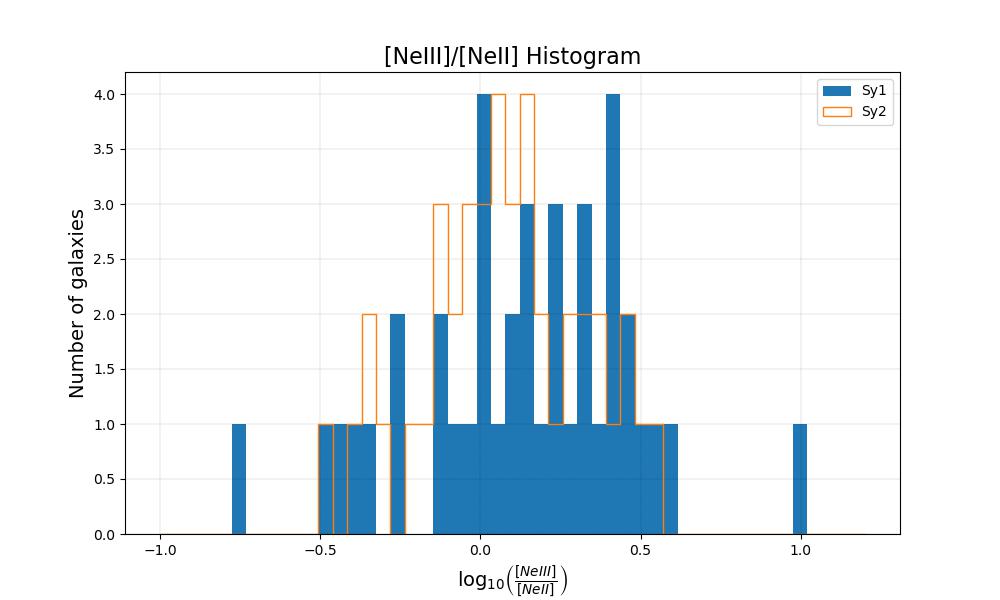 [NeIII]/[NeII] Histogram
Number of galaxies
4.0
3.5
3.0
2.5
2.0
1.5
1.0
0.5
0.0
Sy1
Sy2
−1.0 −0.5 0.0 0.5 1.0
log10([NeIII]/[NeII])